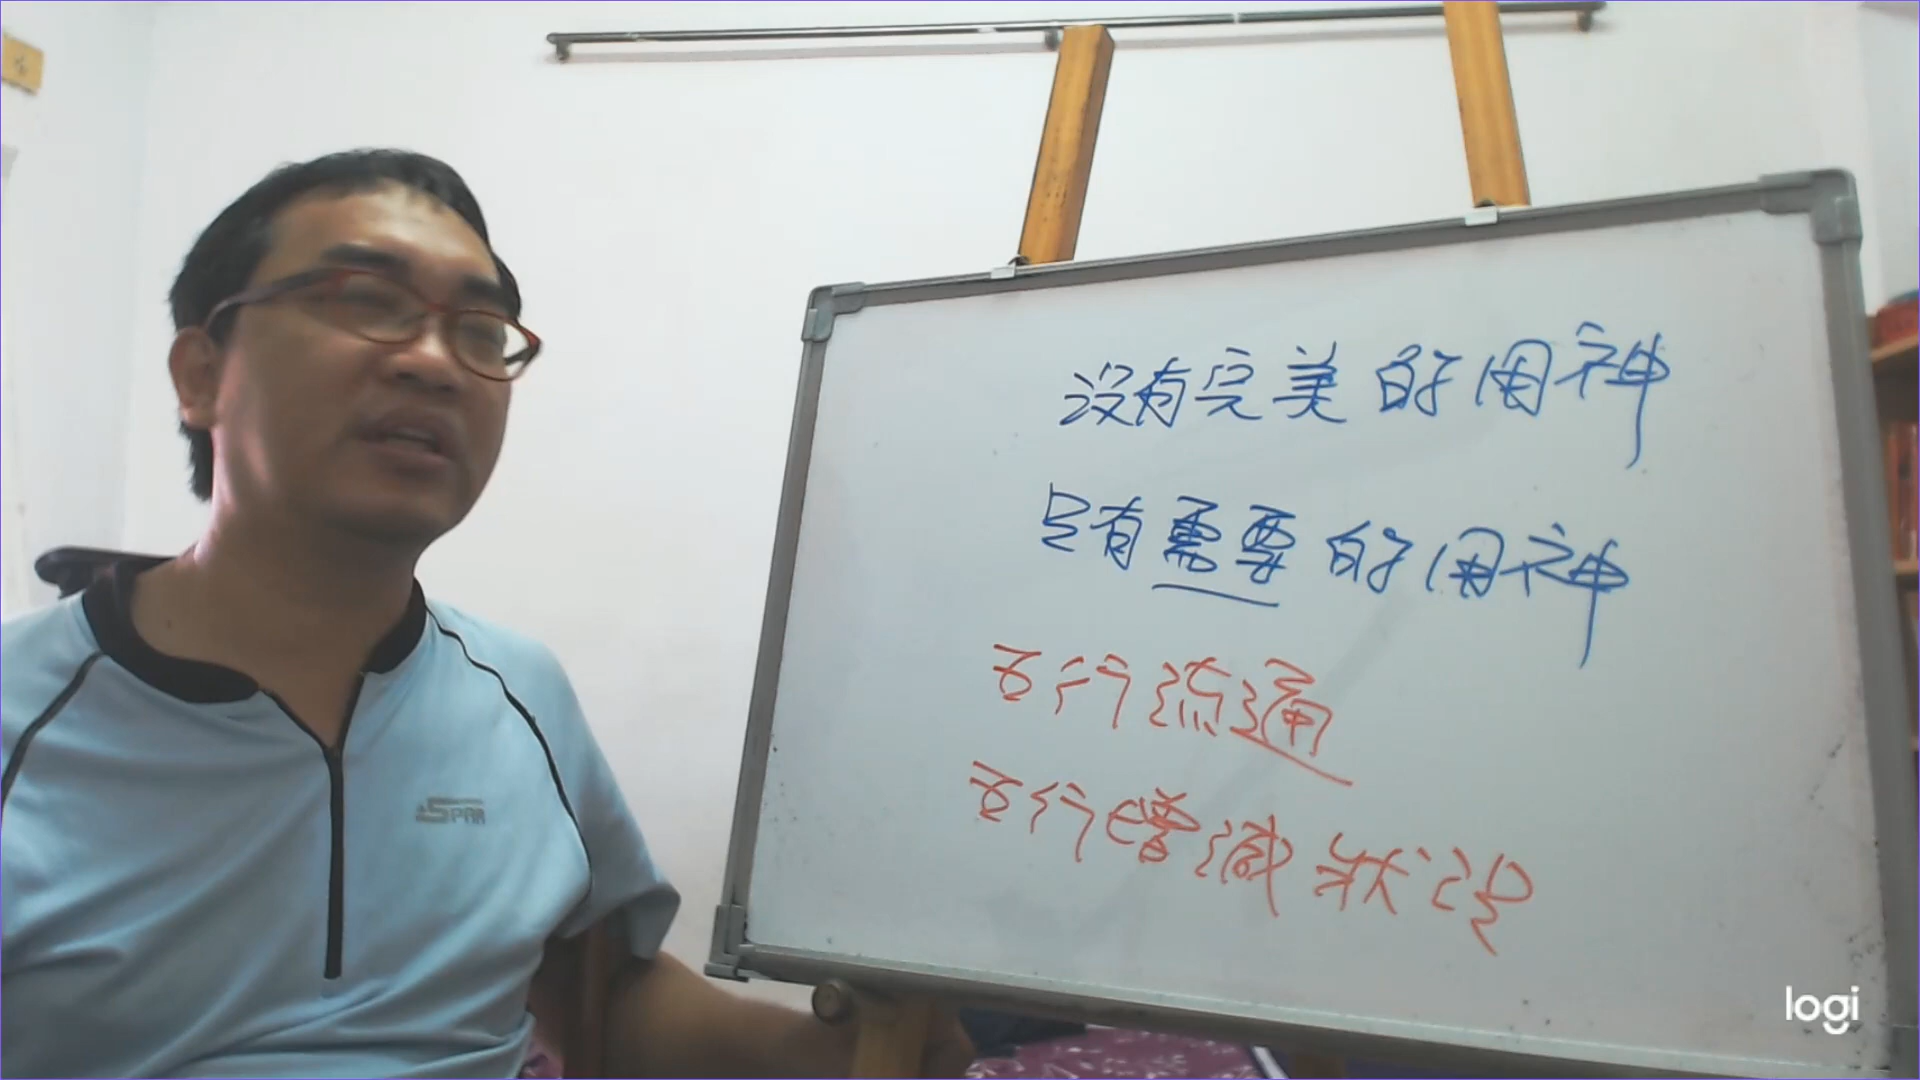 没有完美的用神
只有需要的用神
五行流通
五行增减状况
SPAR
logi